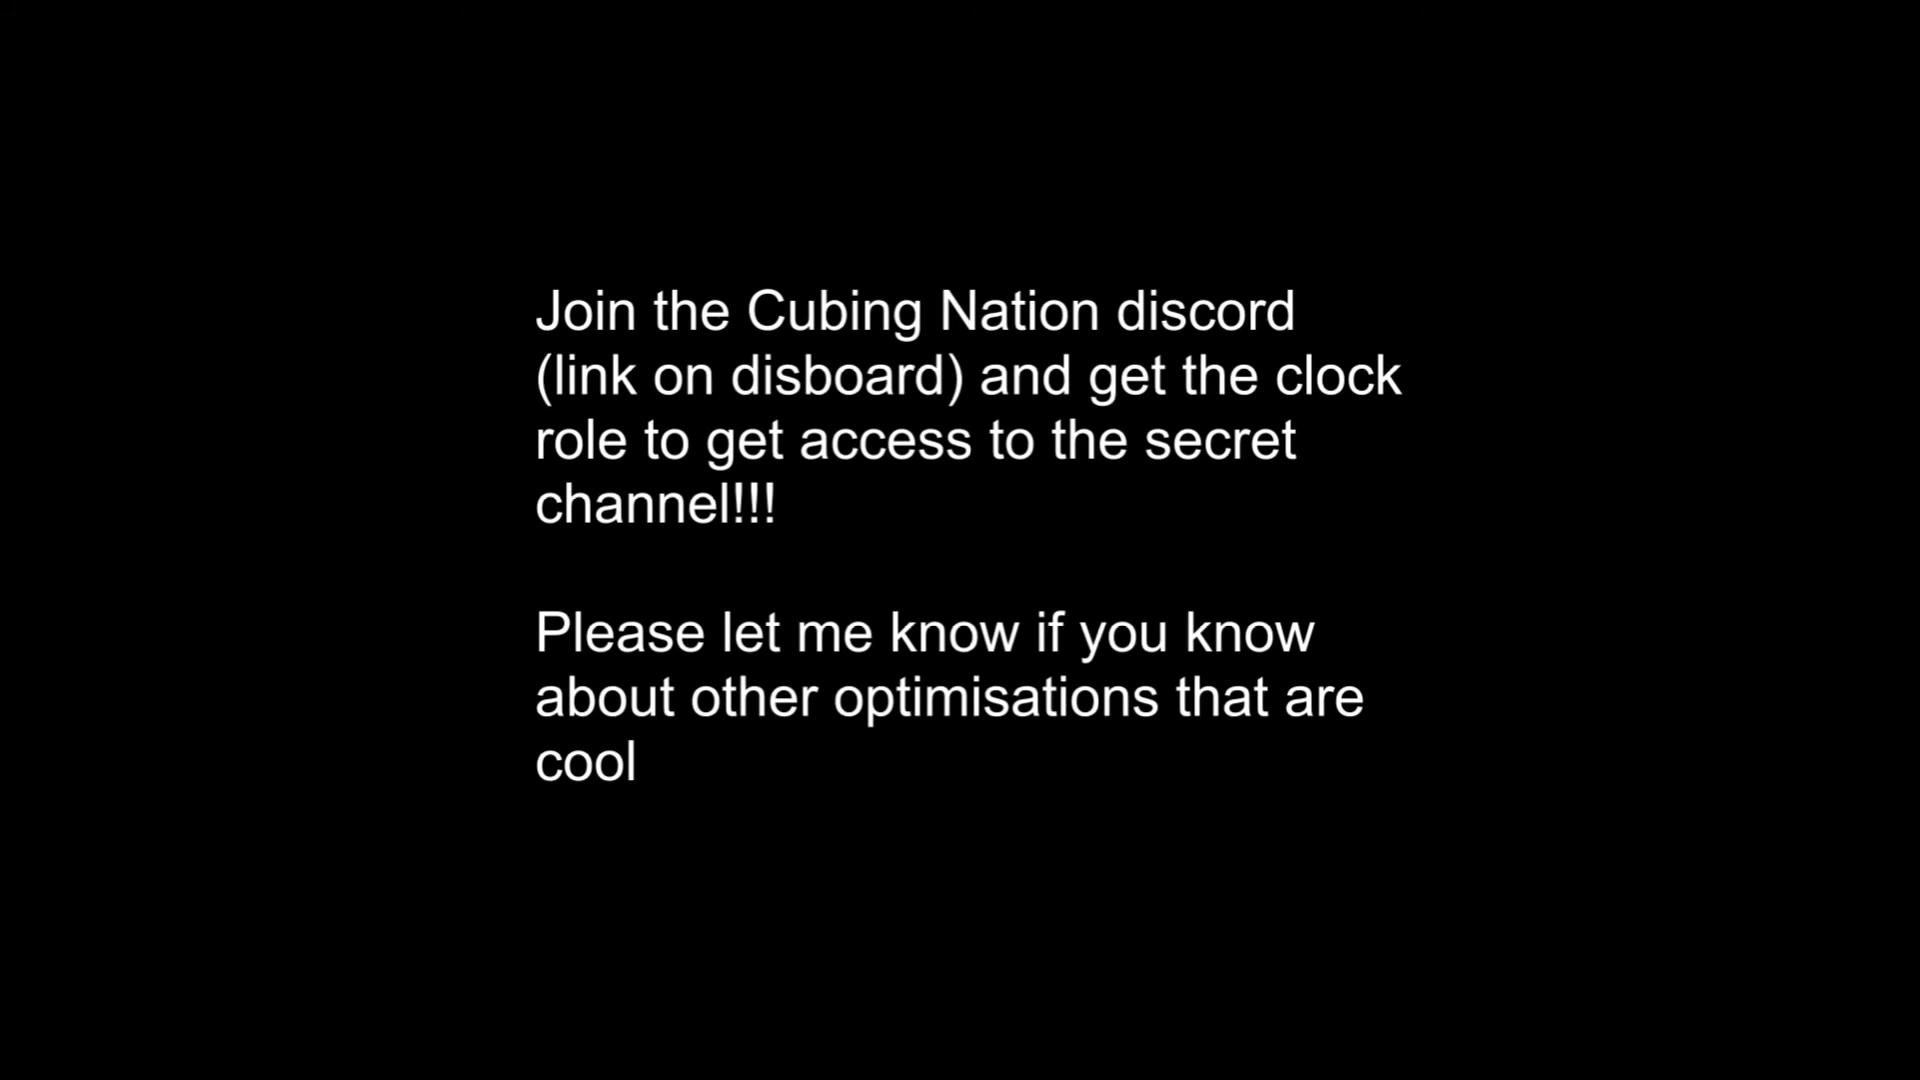 Join the Cubing Nation discord
(link on disboard) and get the clock
role to get access to the secret
channel!!!
Please let me know if you know
about other optimisations that are
cool